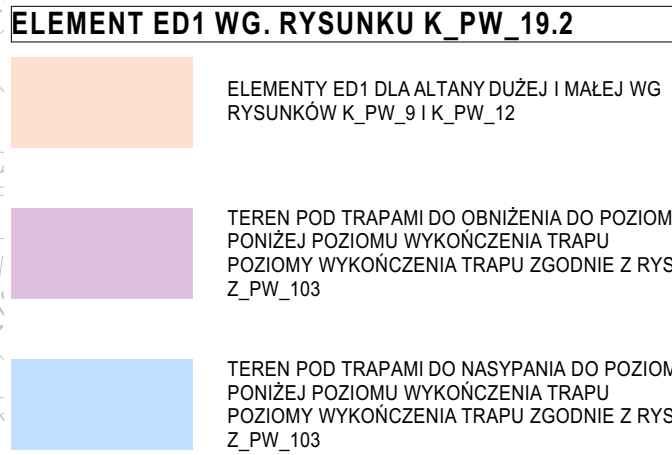 ELEMENT ED1 WG. RYSUNKU K_PW_19.2
ELEMENTY ED1 DLA ALTANY DUŻEJ I MAŁEJ WG
RYSUNKÓW K_PW_9 I K_PW_12
TEREN POD TRAPAMI DO OBNIŻENIA DO POZIOM
PONIŻEJ POZIOMU WYKOŃCZENIA TRAPU
POZIOMY WYKOŃCZENIA TRAPU ZGODNIE Z RYS
Z_PW_103
TEREN POD TRAPAMI DO NASYPANIA DO POZIOM
PONIŻEJ POZIOMU WYKOŃCZENIA TRAPU
POZIOMY WYKOŃCZENIA TRAPU ZGODNIE Z RYS
Z_PW_103